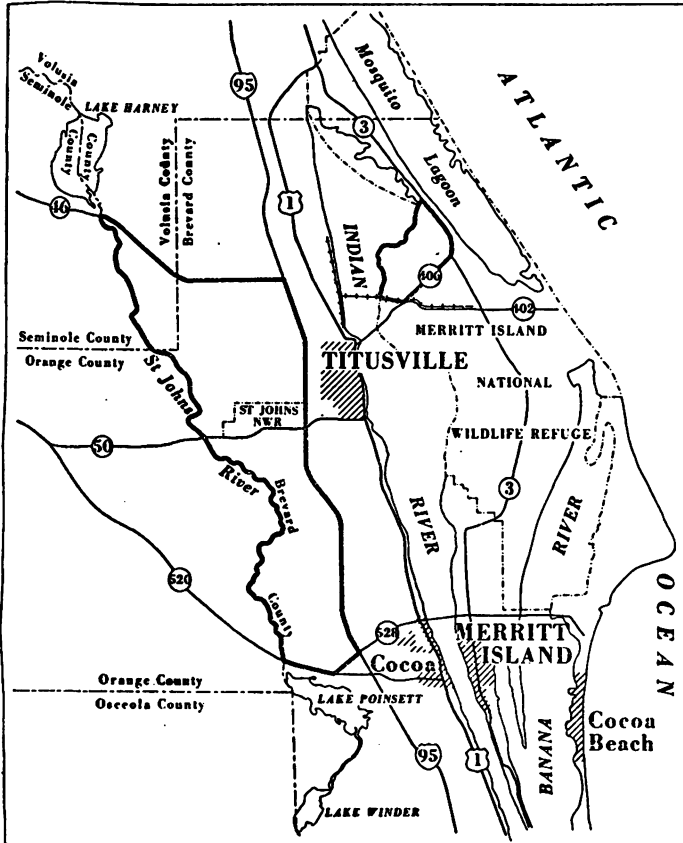 Volusia
Seminole
LAKE HARNEY
County
County
46
Volusia County
Brevard County
95
1
3
Mosquito
Lagoon
ATLANTIC
INDIAN
406
402
MERRITT ISLAND
Seminole County
Orange County
St Johns
TITUSVILLE
NATIONAL
ST JOHNS
NWR
WILDLIFE REFUGE
50
River
Brevard
3
RIVER
RIVER
520
County
528
OCEAN
Cocoa
MERRITT
ISLAND
Orange County
Osceola County
LAKE POINSETT
Cocoa
Beach
95
1
BANANA
LAKE WINDER